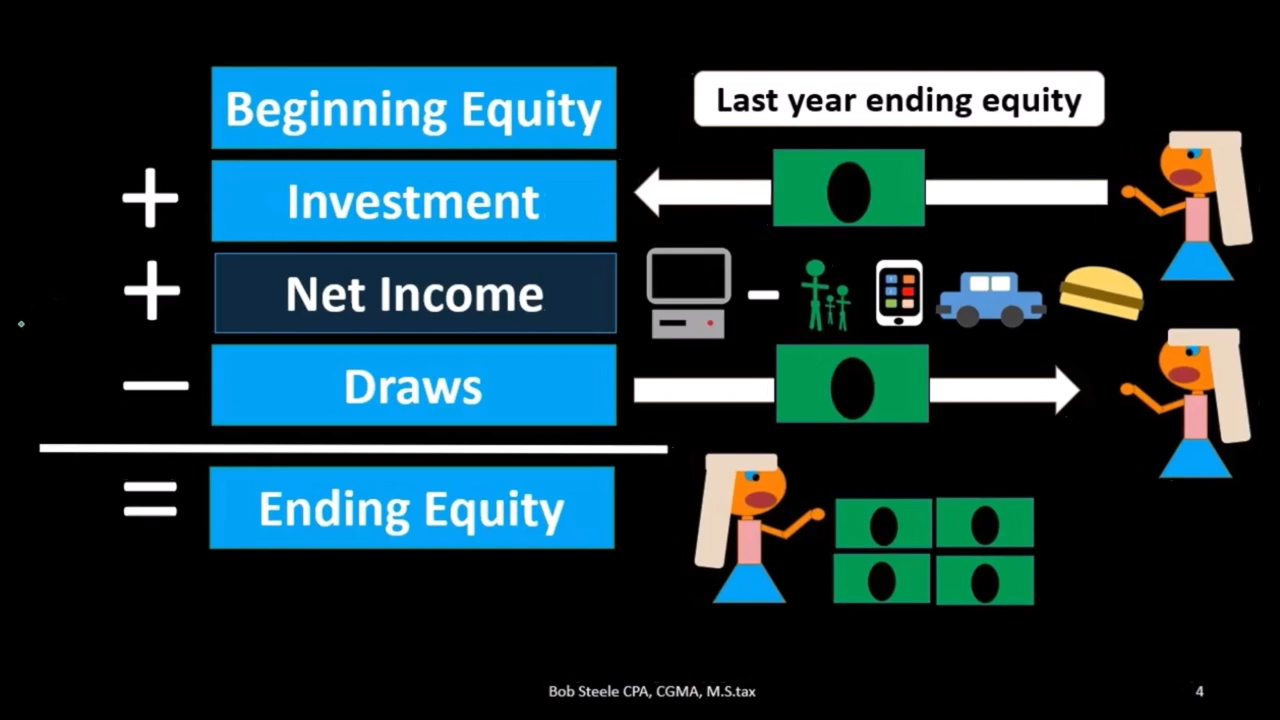 Beginning Equity
Last year ending equity
+ Investment
+ Net Income
− Draws
= Ending Equity
Bob Steele CPA, CGMA, M.S.tax
4